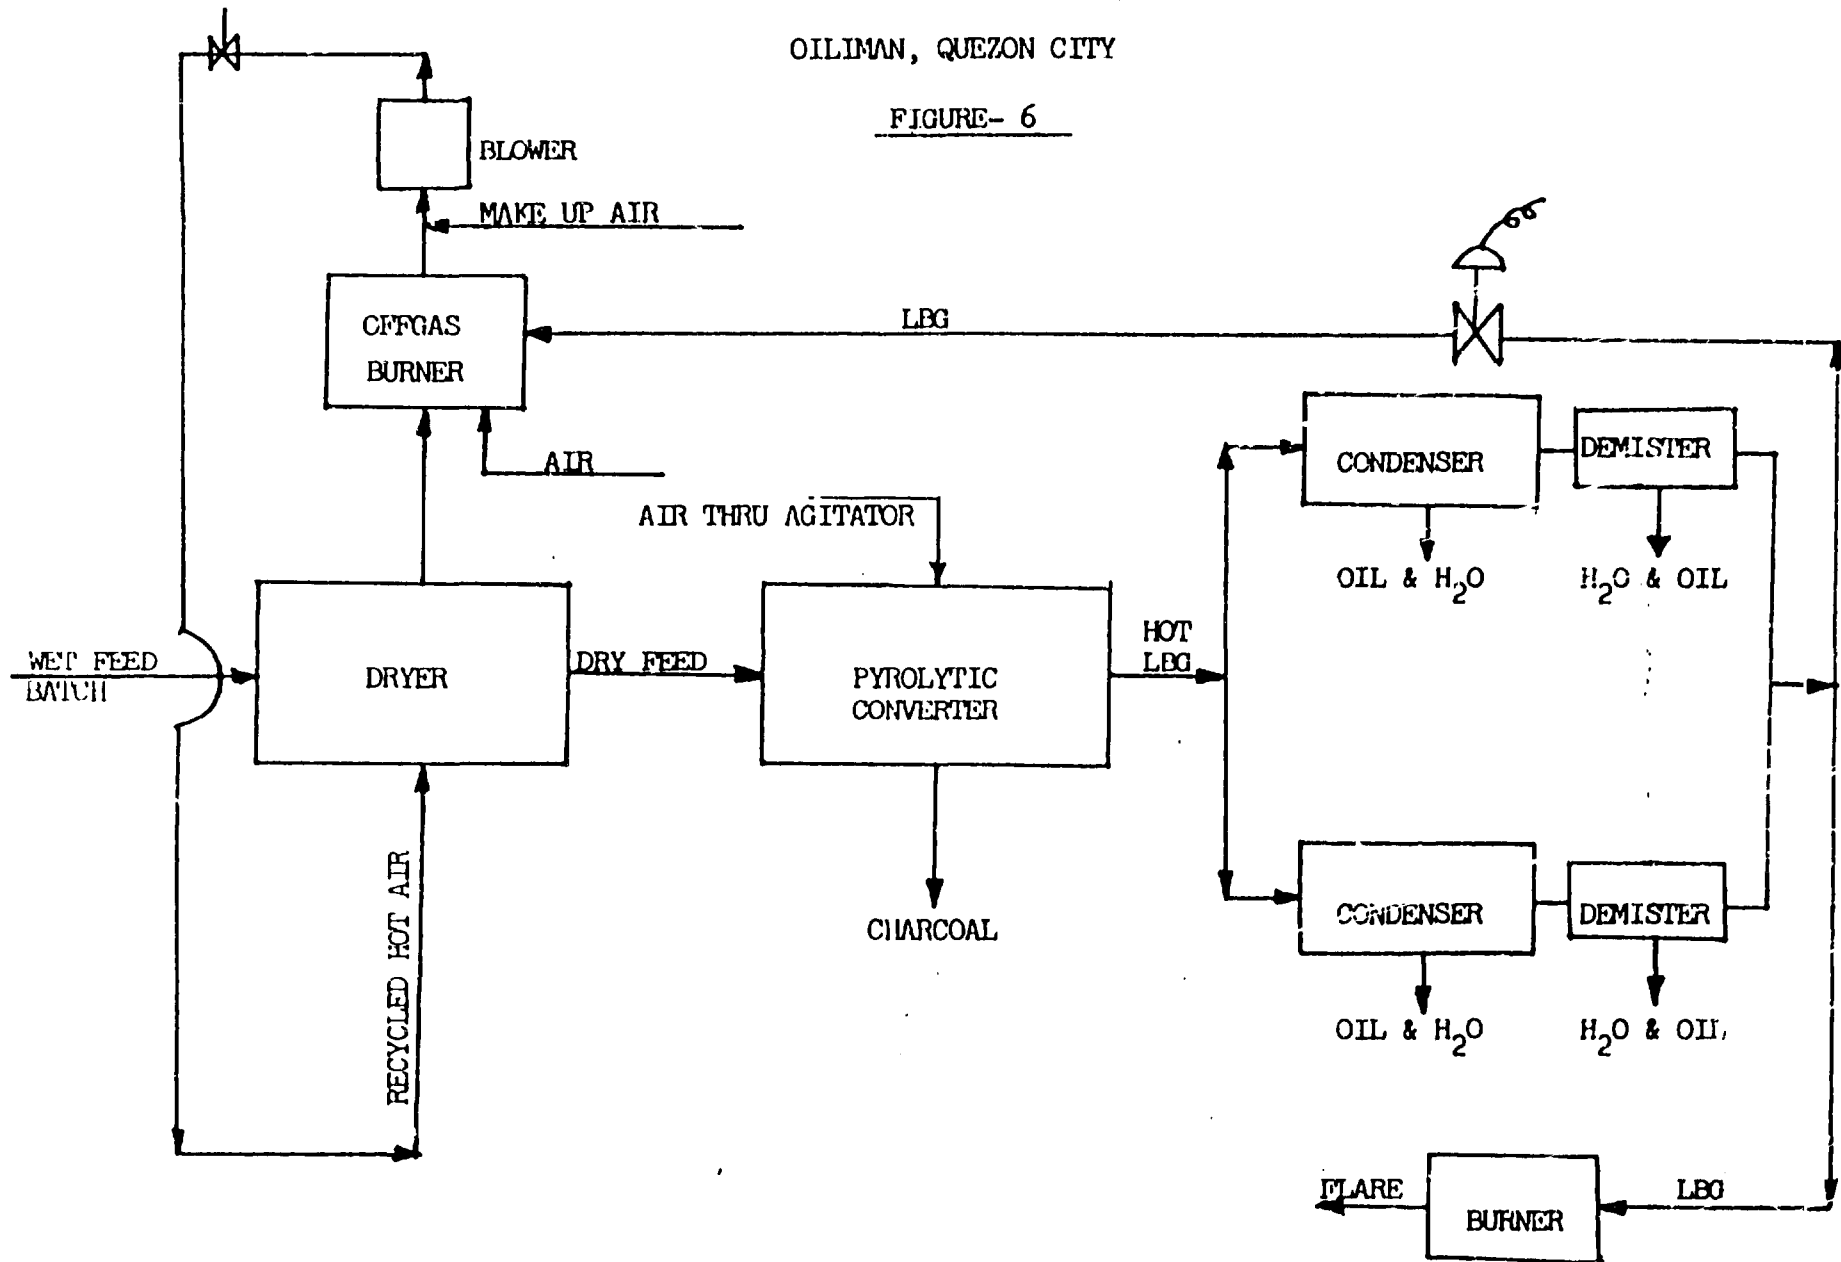 OILIMAN, QUEZON CITY
FIGURE- 6
BLOWER
MAKE UP AIR
OFFGAS
BURNER
LBG
AIR
AIR THRU AGITATOR
CONDENSER
DEMISTER
OIL & H2O
H2O & OIL
WET FEED
BATCH
DRYER
DRY FEED
PYROLYTIC
CONVERTER
HOT
LBG
RECYCLED HOT AIR
CHARCOAL
CONDENSER
DEMISTER
OIL & H2O
H2O & OIL
FLARE
BURNER
LBG